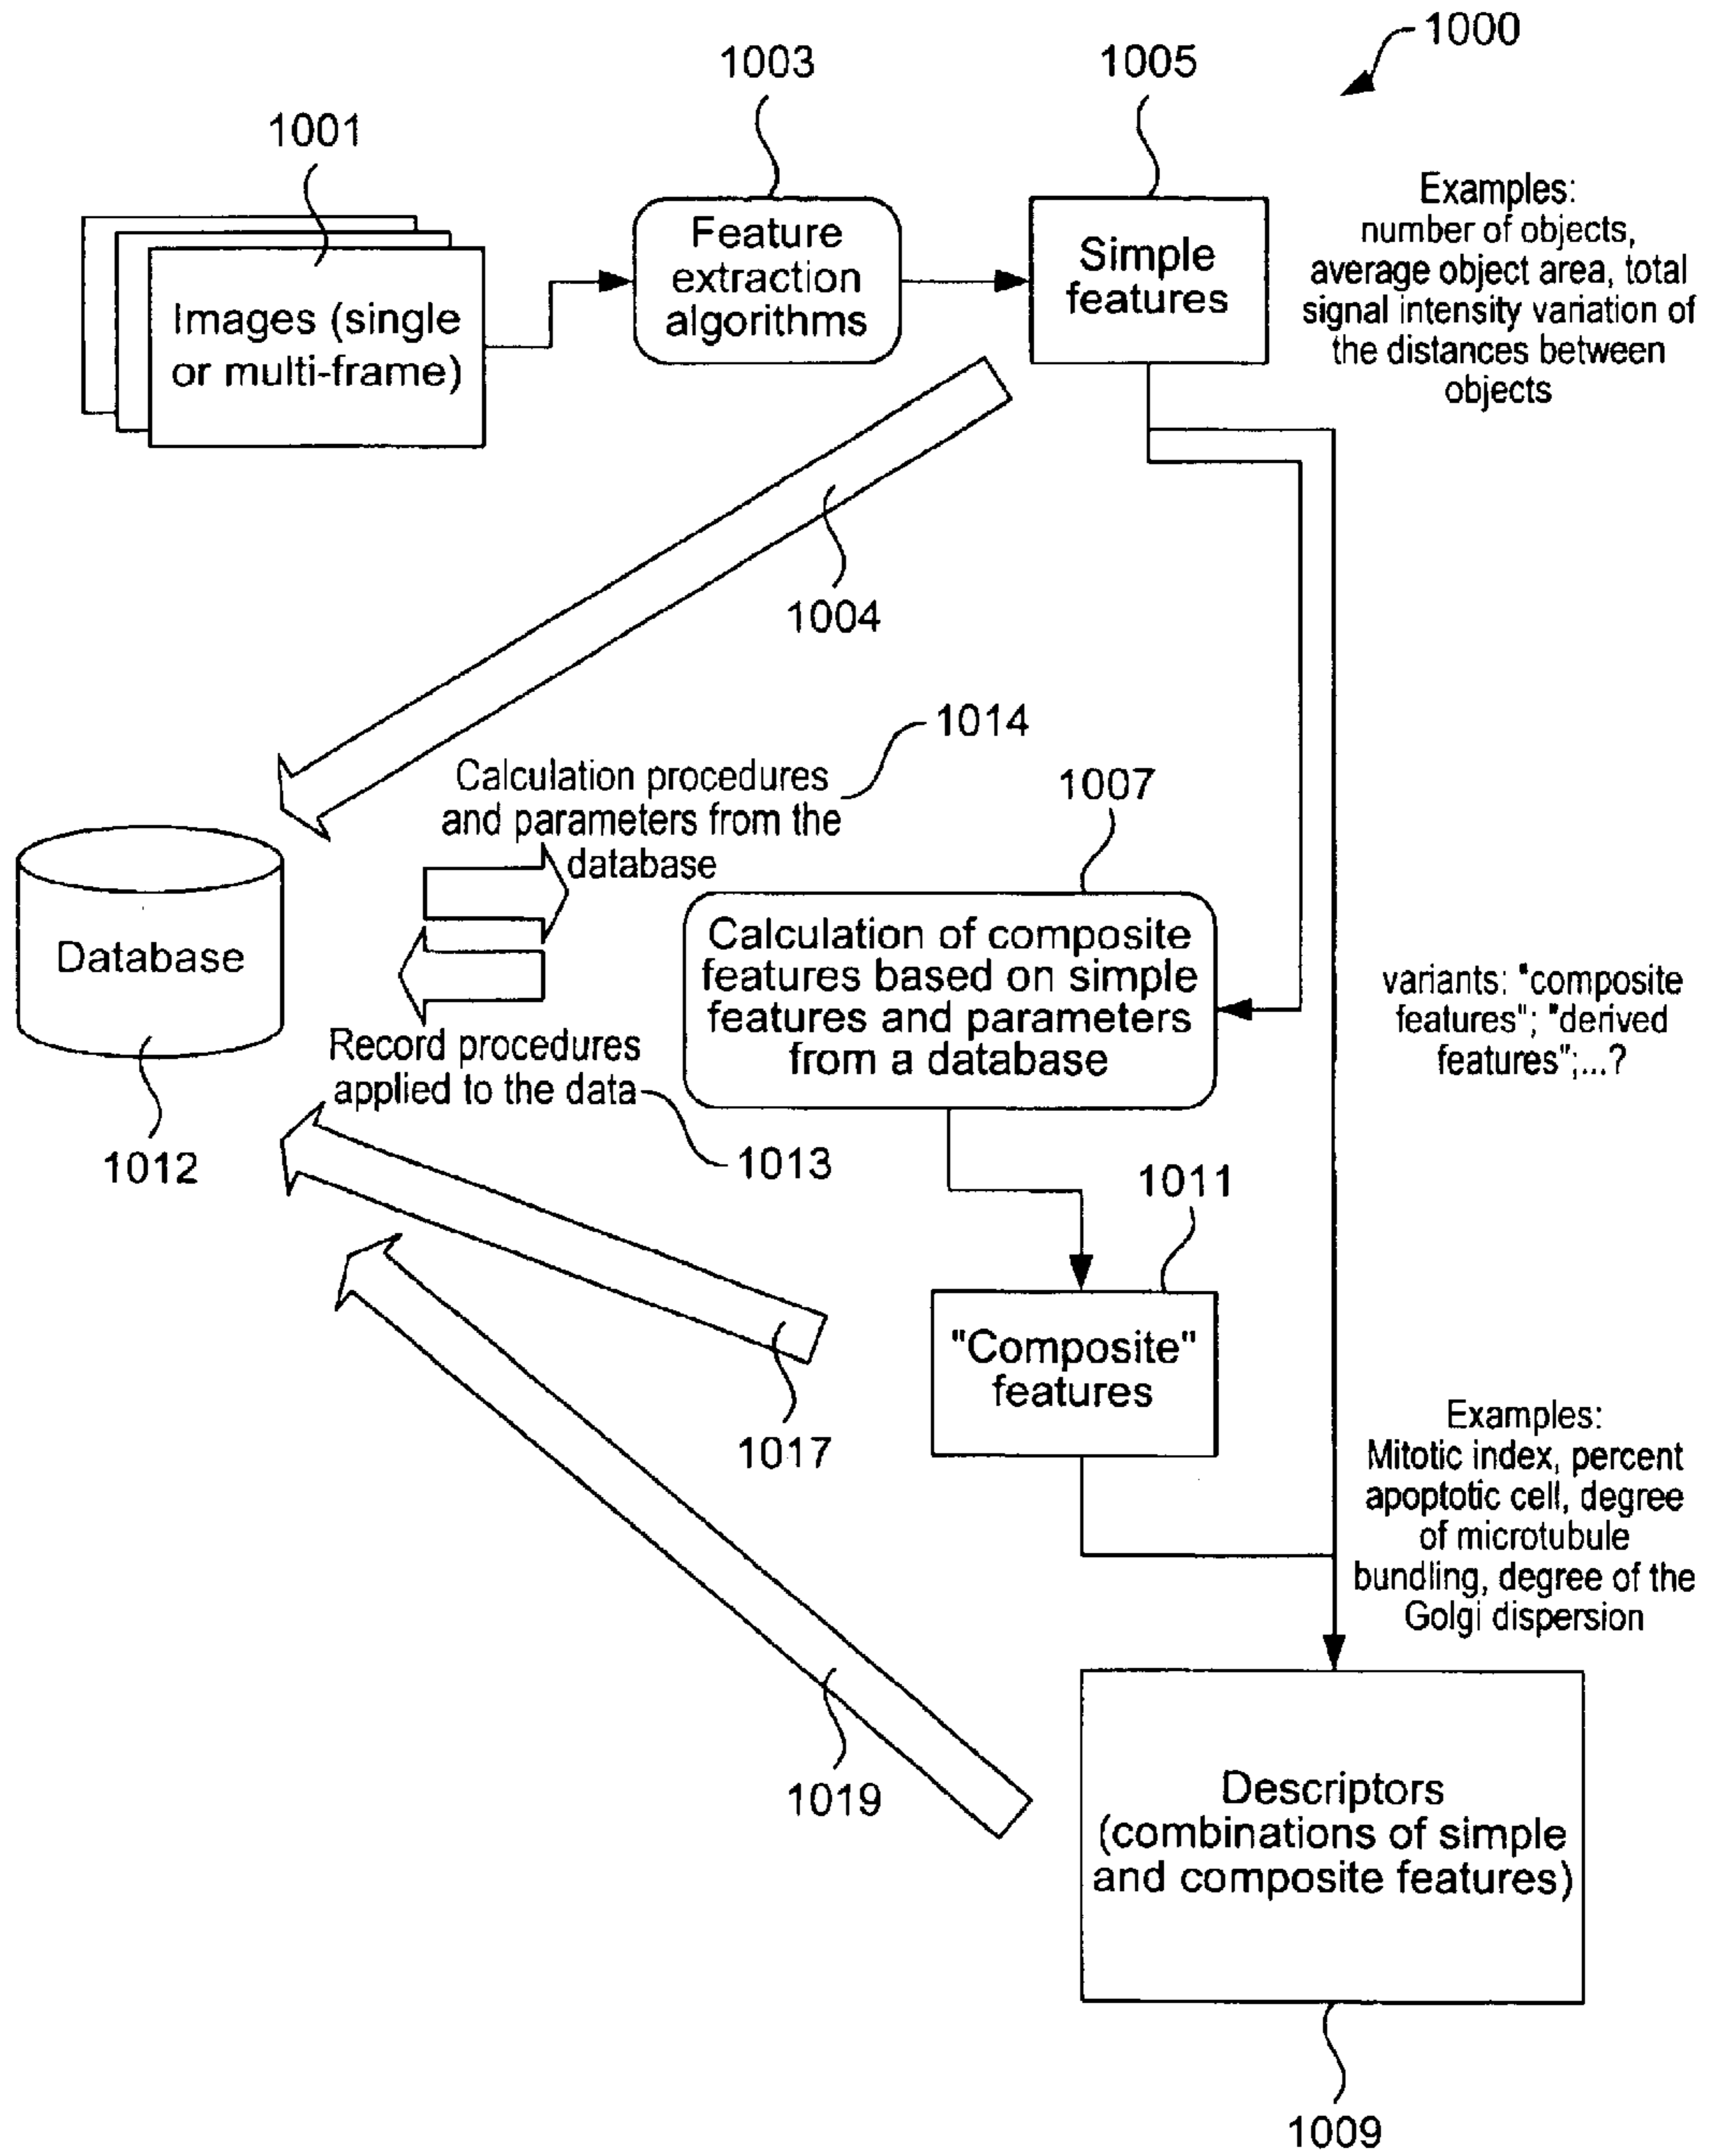 1000
1003
1005
1001
Examples:
number of objects,
average object area, total
signal intensity variation of
the distances between
objects
Feature
extraction
algorithms
Simple
features
Images (single
or multi-frame)
1004
1014
Calculation procedures
and parameters from the
database
1007
Database
Calculation of composite
features based on simple
features and parameters
from a database
variants: "composite
features"; "derived
features";...?
Record procedures
applied to the data
1012
1013
1011
"Composite"
features
1017
Examples:
Mitotic index, percent
apoptotic cell, degree
of microtubule
bundling, degree of the
Golgi dispersion
1019
Descriptors
(combinations of simple
and composite features)
1009